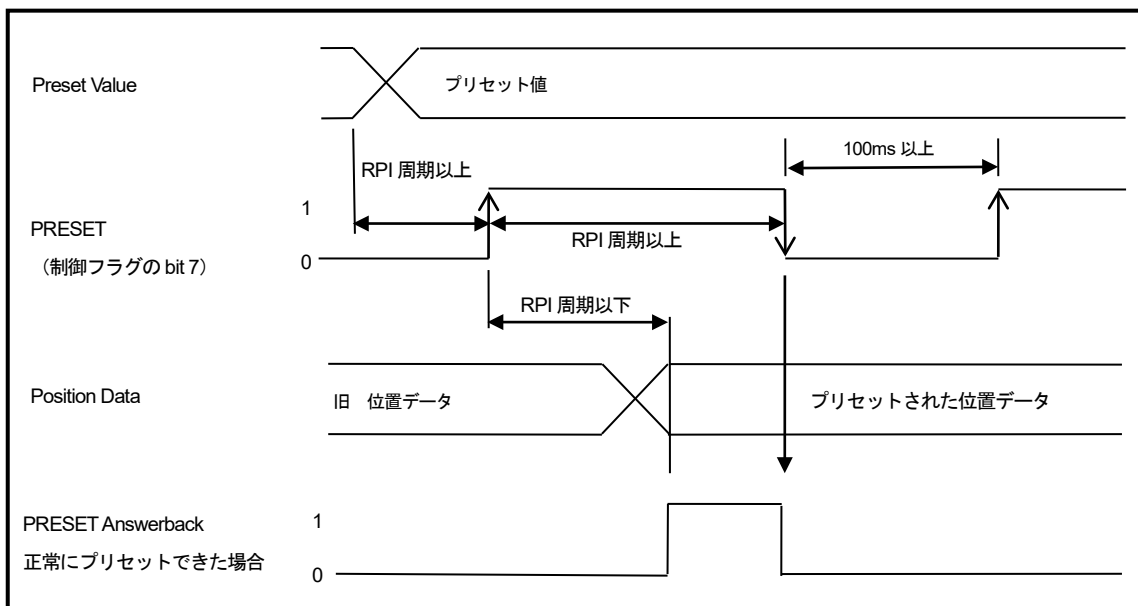 Preset Value
プリセット値
100ms 以上
RPI 周期以上
1
PRESET
RPI 周期以上
（制御フラグの bit 7）
0
RPI 周期以下
Position Data
旧　位置データ
プリセットされた位置データ
PRESET Answerback
1
正常にプリセットできた場合
0